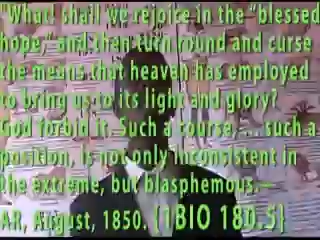 "What! shall we rejoice in the "blessed
hope," and then turn round and curse
the means that heaven has employed
to bring us to its light and glory?
God forbid it. Such a course, ... such a
position, is not only inconsistent in
the extreme, but blasphemous.—
AR, August, 1850. {1BIO 180.5}